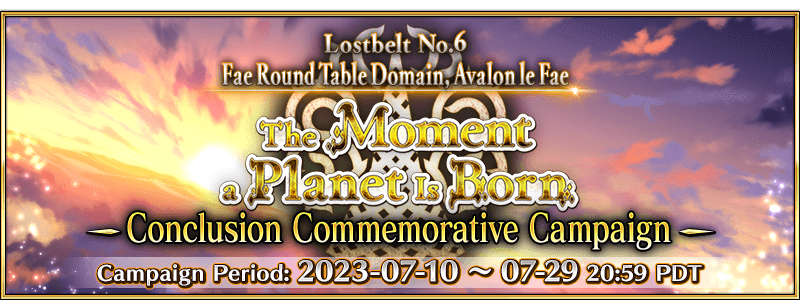 Lostbelt No.6
Fae Round Table Domain, Avalon le Fae
The Moment
a Planet Is Born
Conclusion Commemorative Campaign
Campaign Period: 2023-07-10 ~ 07-29 20:59 PDT